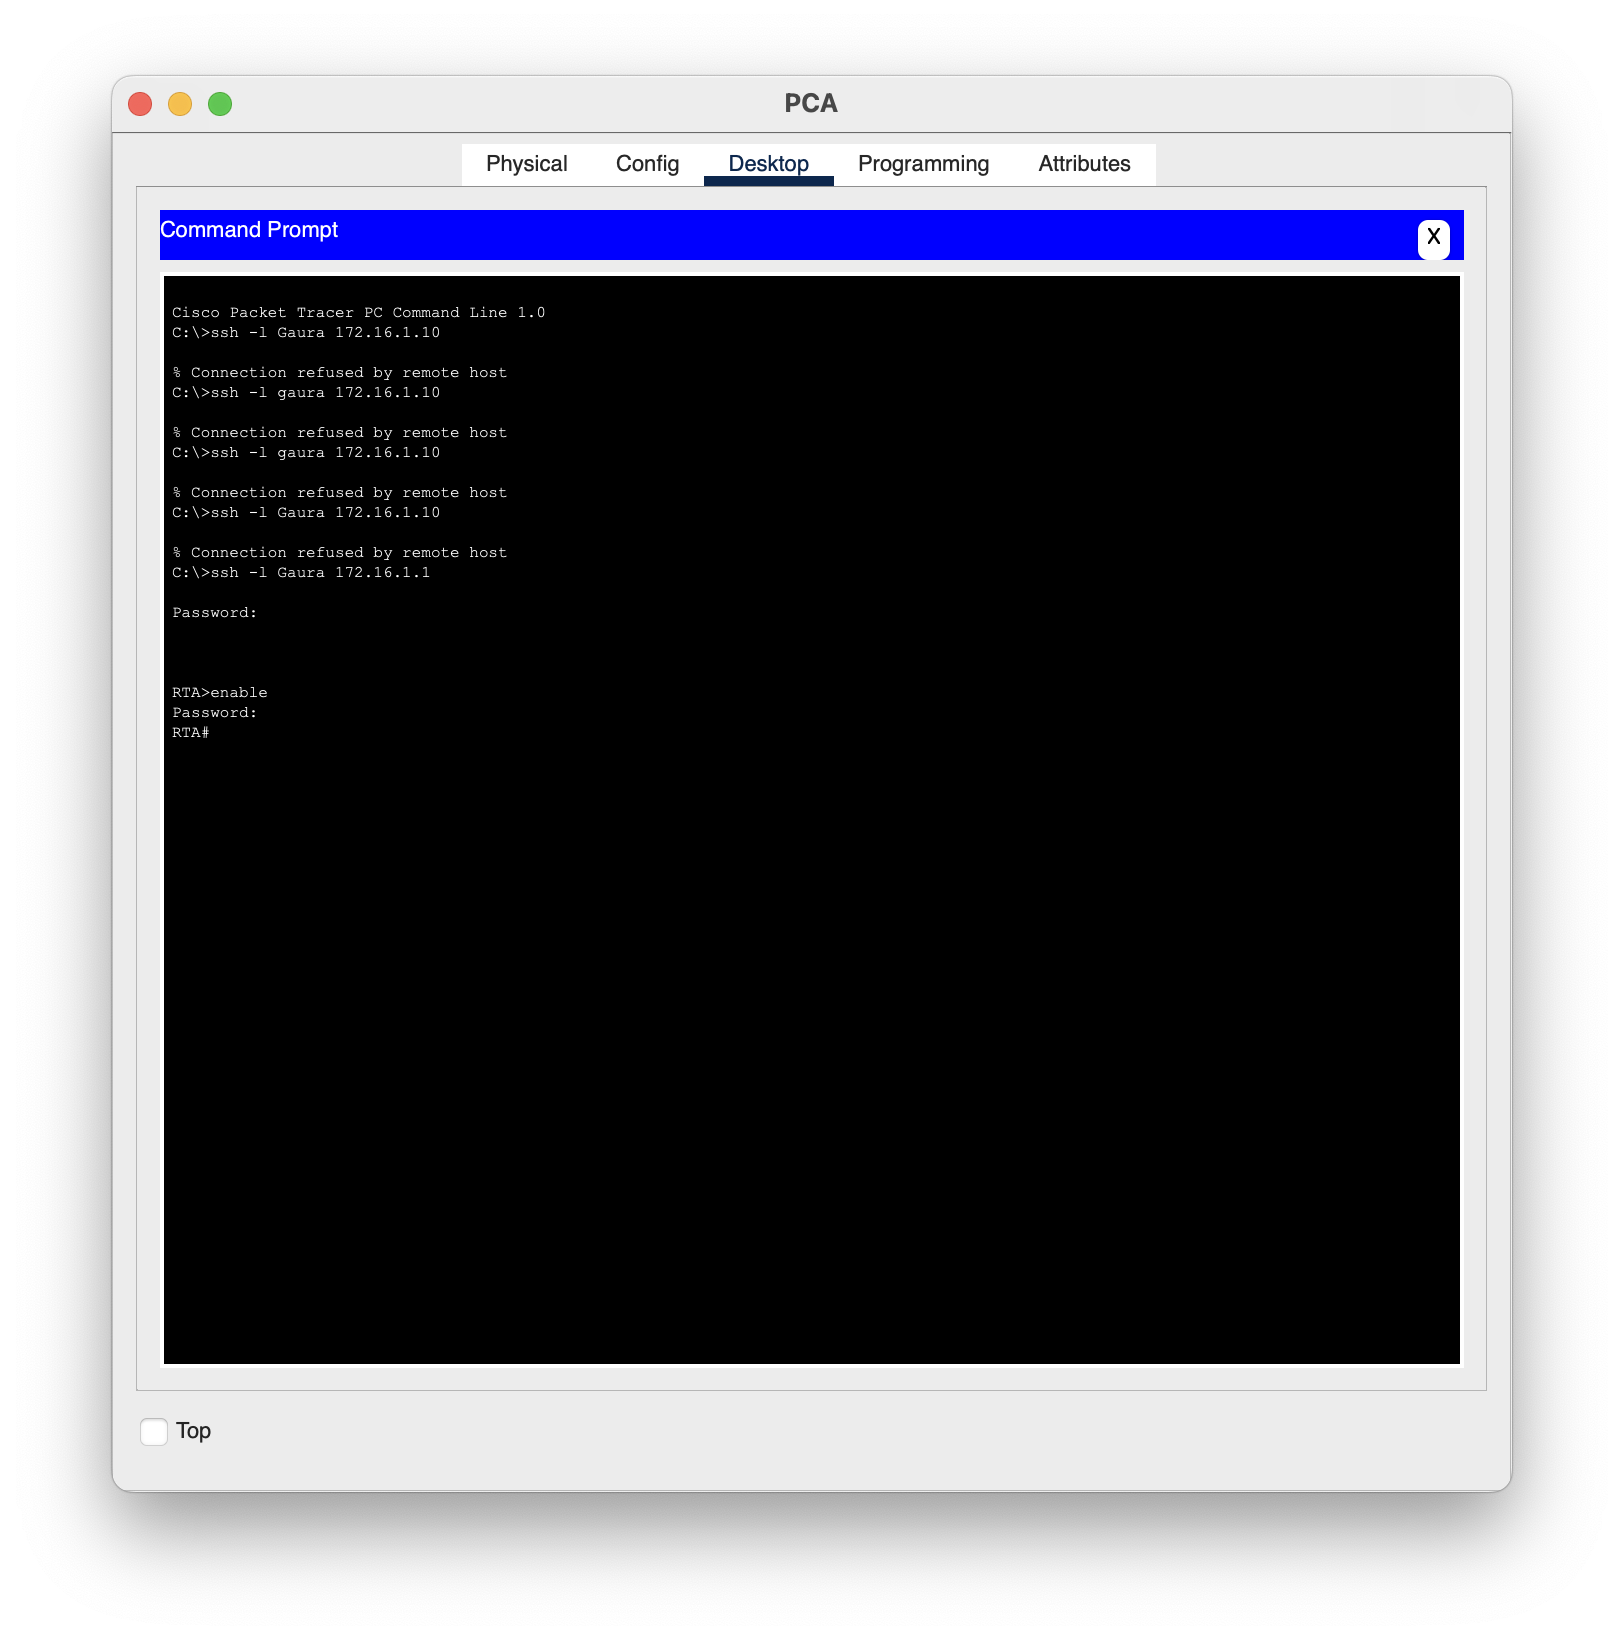 PCA
Physical Config Desktop Programming Attributes
Command Prompt
X
Cisco Packet Tracer PC Command Line 1.0
C:\>ssh -l Gaura 172.16.1.10
% Connection refused by remote host
C:\>ssh -l gaura 172.16.1.10
% Connection refused by remote host
C:\>ssh -l gaura 172.16.1.10
% Connection refused by remote host
C:\>ssh -l Gaura 172.16.1.10
% Connection refused by remote host
C:\>ssh -l Gaura 172.16.1.1
Password:
RTA>enable
Password:
RTA#
Top